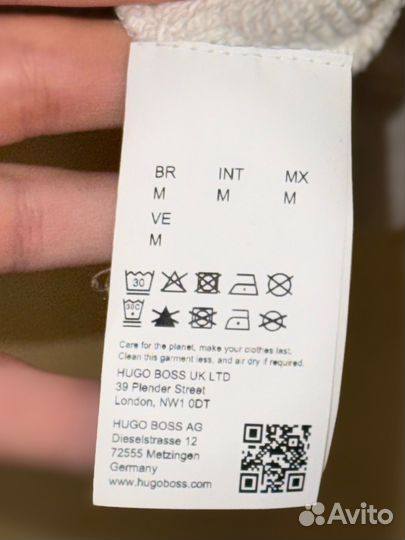 BR INT MX
M M M
VE
M
30
30C
Care for the planet, make your clothes last.
Clean this garment less, and air dry if required.
HUGO BOSS UK LTD
39 Plender Street
London, NW1 0DT
HUGO BOSS AG
Dieselstrasse 12
72555 Metzingen
Germany
www.hugoboss.com
Avito